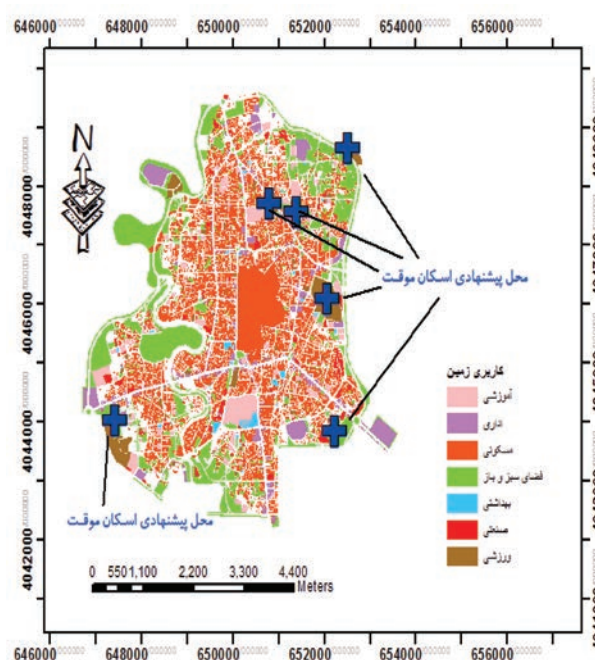 646000 648000 650000 652000 654000 656000
N
4048000
4046000
4044000
4042000
محل پیشنهادی اسکان موقت
کاربری زمین
آموزشی
اداری
مسکونی
فضای سبز و باز
بهداشتی
صنعتی
ورزشی
محل پیشنهادی اسکان موقت
0 550 1,100 2,200 3,300 4,400
Meters
646000 648000 650000 652000 654000 656000